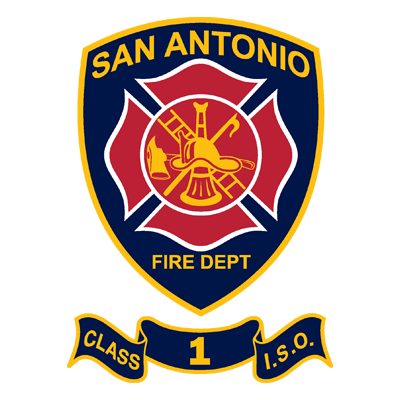 SAN ANTONIO
FIRE DEPT
CLASS 1 I.S.O.